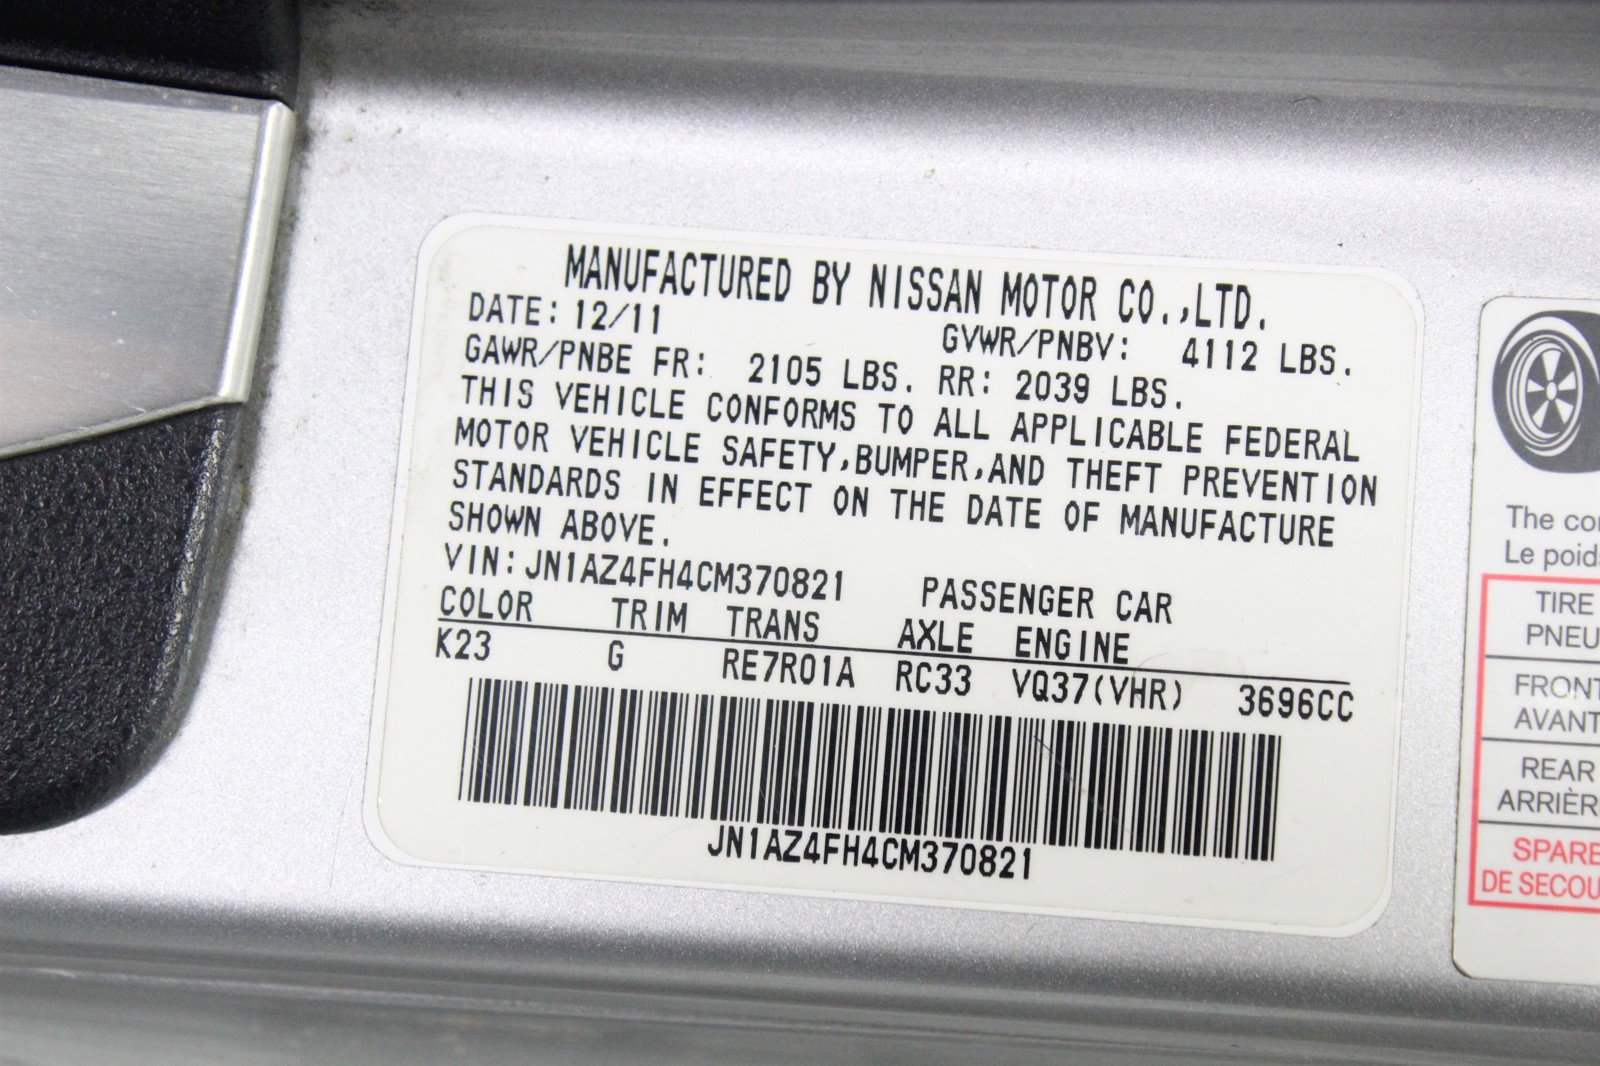 MANUFACTURED BY NISSAN MOTOR CO.,LTD.
DATE: 12/11 GVWR/PNBV: 4112 LBS.
GAWR/PNBE FR: 2105 LBS. RR: 2039 LBS.
THIS VEHICLE CONFORMS TO ALL APPLICABLE FEDERAL
MOTOR VEHICLE SAFETY,BUMPER,AND THEFT PREVENTION
STANDARDS IN EFFECT ON THE DATE OF MANUFACTURE
SHOWN ABOVE.
VIN:JN1AZ4FH4CM370821 PASSENGER CAR
COLOR TRIM TRANS AXLE ENGINE
K23 G RE7R01A RC33 VQ37(VHR) 3696CC
JN1AZ4FH4CM370821
The
Le
TIRE
PNEU
FRONT
AVANT
REAR
SPARE
DE